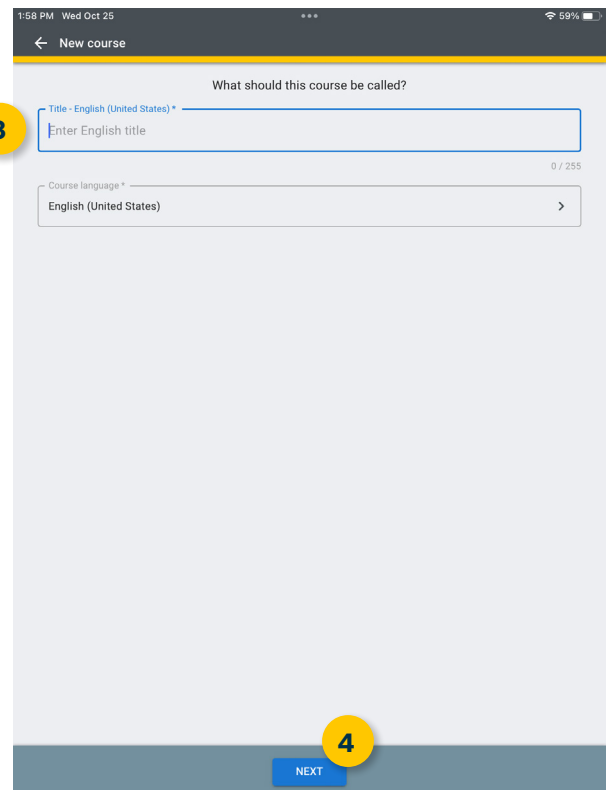 1:58 PM Wed Oct 25
59%
New course
What should this course be called?
Title - English (United States) *
3
Enter English title
0 / 255
Course language *
English (United States)
4
NEXT